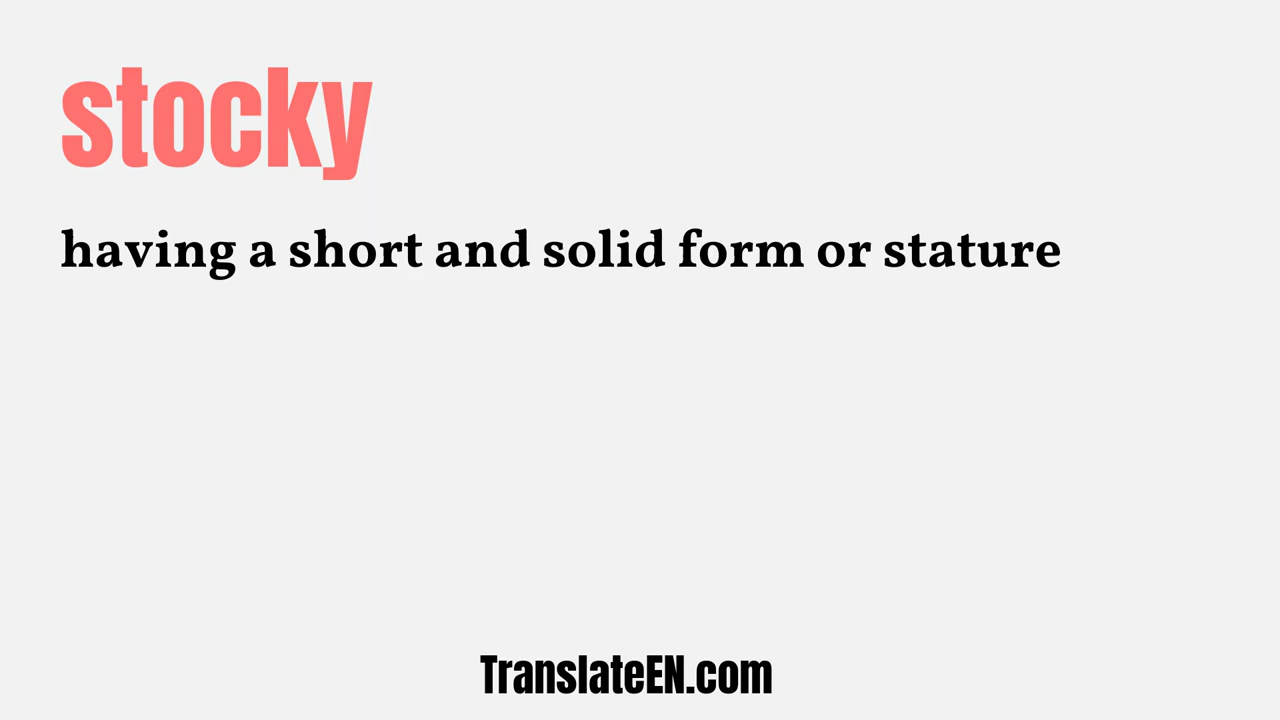 stocky
having a short and solid form or stature
TranslateEN.com